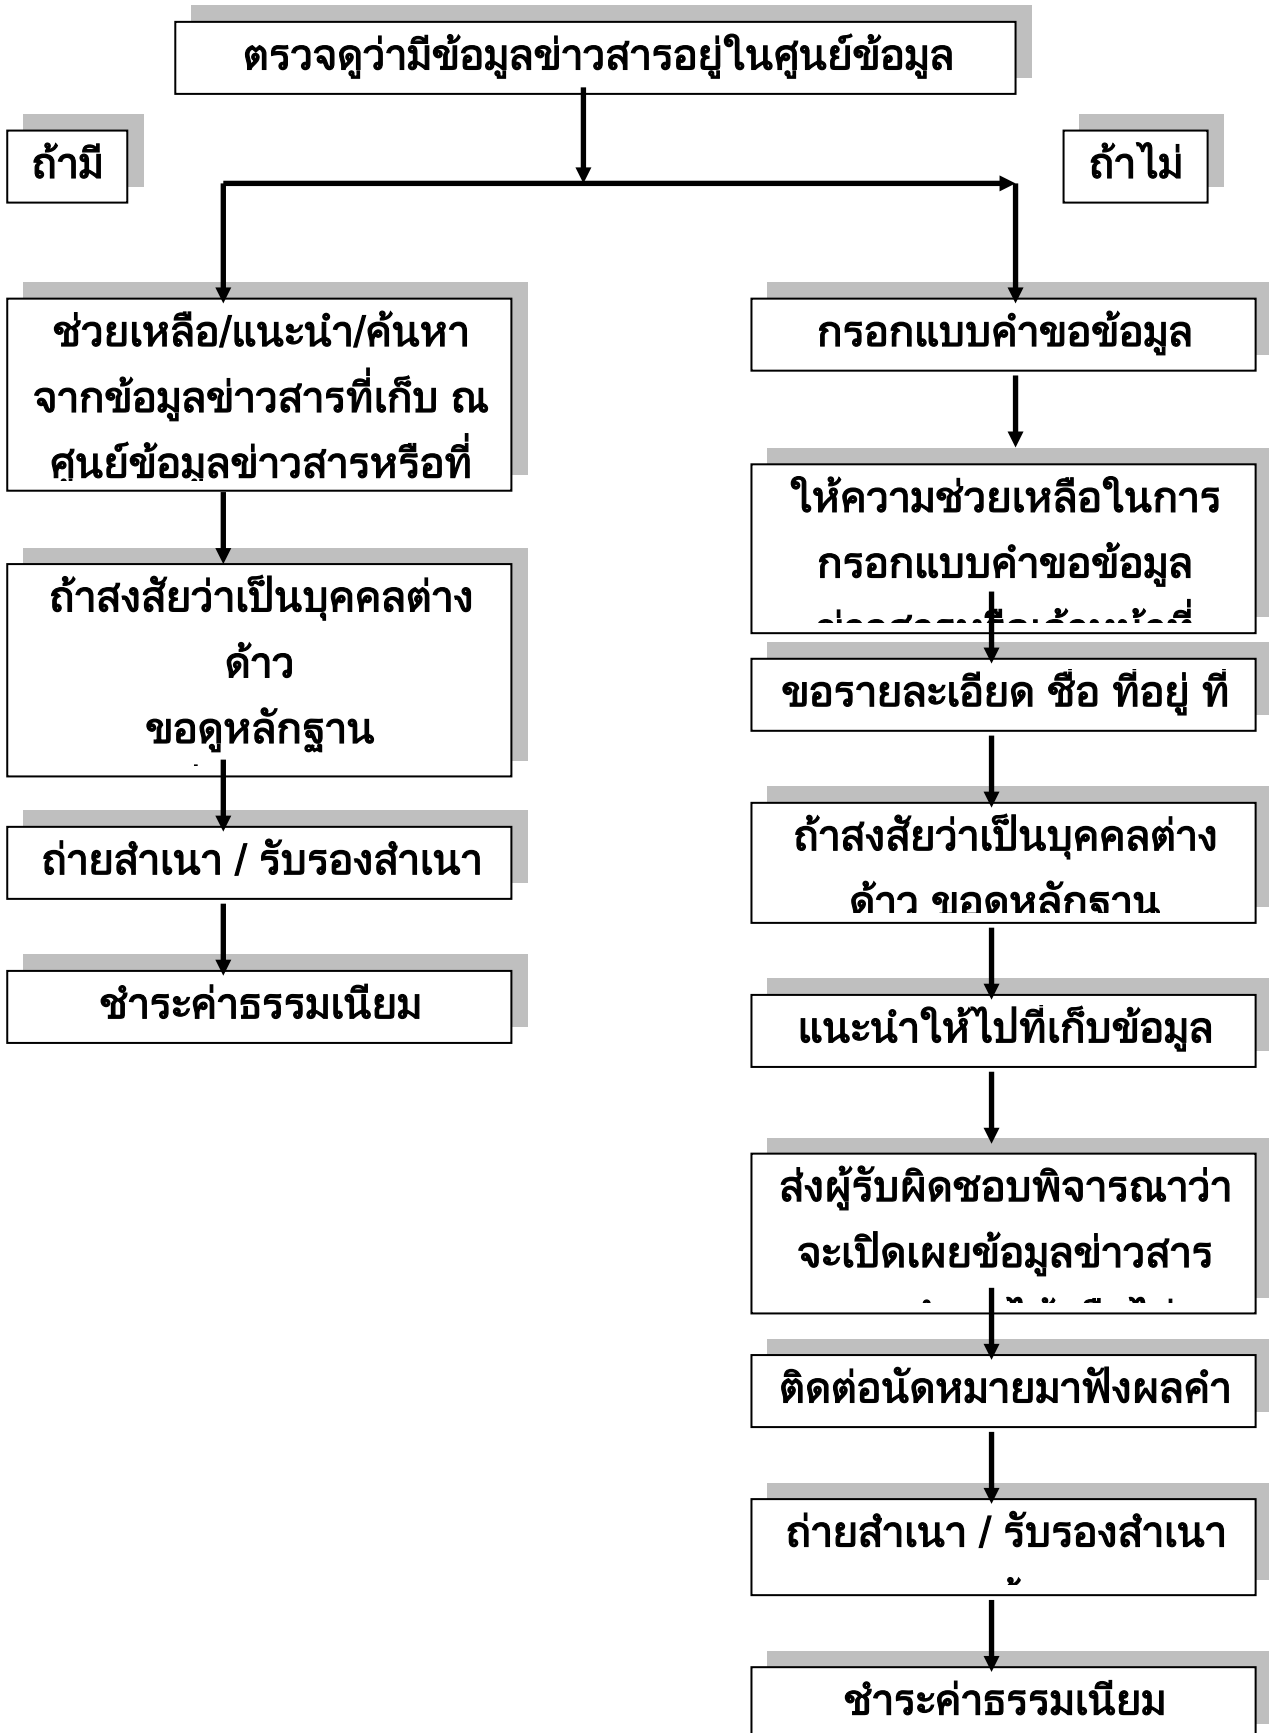 ตรวจดูว่ามีข้อมูลข่าวสารอยู่ในศูนย์ข้อมูล
ถ้ามี
ถ้าไม่
ช่วยเหลือ/แนะนำ/ค้นหา
จากข้อมูลข่าวสารที่เก็บ ณ
ศูนย์ข้อมูลข่าวสารหรือที่
ถ้าสงสัยว่าเป็นบุคคลต่าง
ด้าว
ขอดูหลักฐาน
ถ่ายสำเนา / รับรองสำเนา
ชำระค่าธรรมเนียม
กรอกแบบคำขอข้อมูล
ให้ความช่วยเหลือในการ
กรอกแบบคำขอข้อมูล
ขอรายละเอียด ชื่อ ที่อยู่ ที่
ถ้าสงสัยว่าเป็นบุคคลต่าง
ด้าว ขอดูหลักฐาน
แนะนำให้ไปที่เก็บข้อมูล
ส่งผู้รับผิดชอบพิจารณาว่า
จะเปิดเผยข้อมูลข่าวสาร
ติดต่อนัดหมายมาฟังผลคำ
ถ่ายสำเนา / รับรองสำเนา
ชำระค่าธรรมเนียม